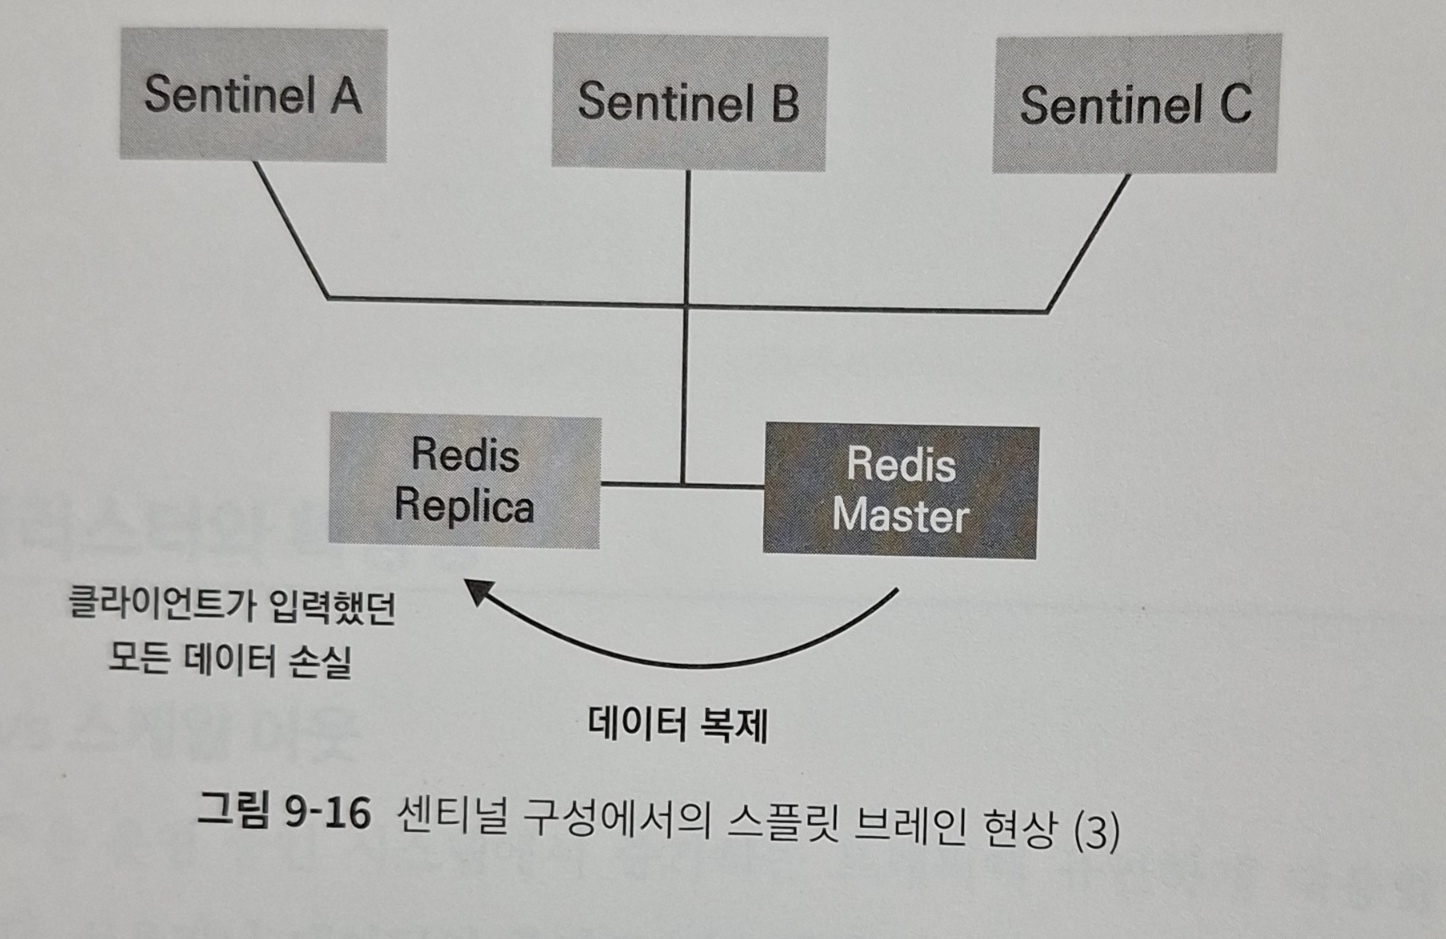 Sentinel A
Sentinel B
Sentinel C
Redis
Replica
Redis
Master
클라이언트가 입력했던
모든 데이터 손실
데이터 복제
그림 9-16 센티널 구성에서의 스플릿 브레인 현상 (3)